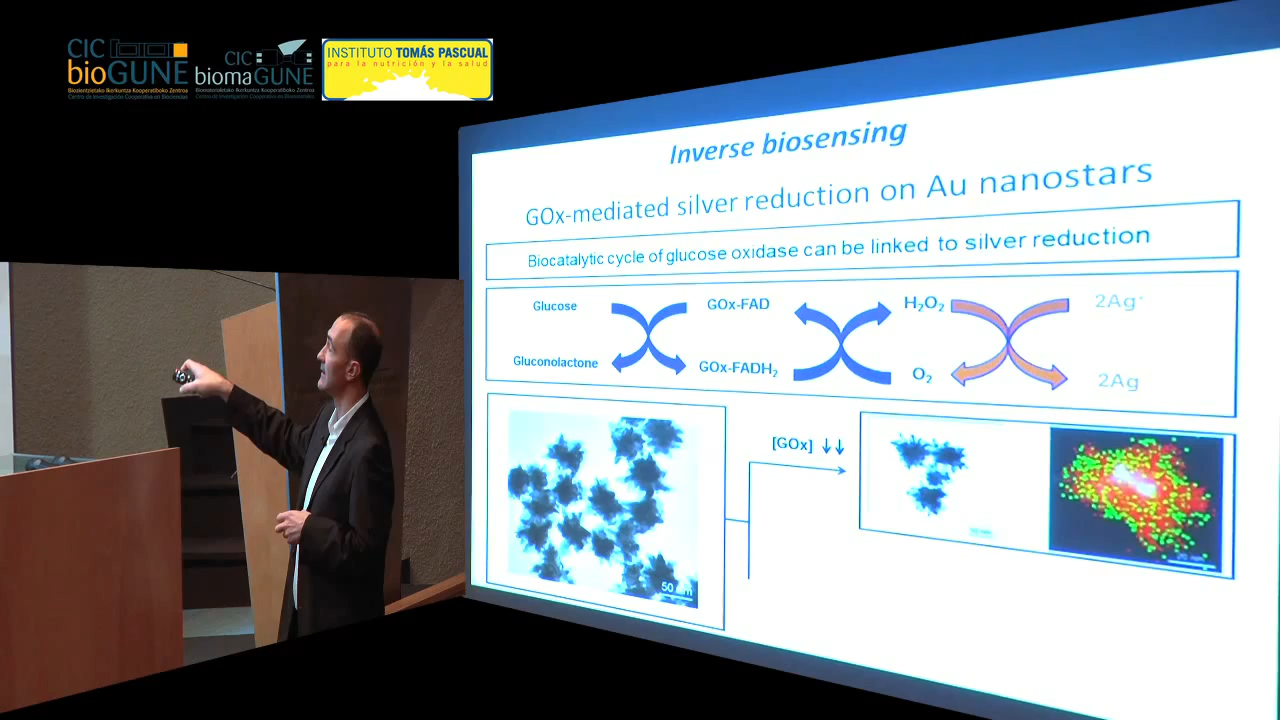 CIC
bioGUNE
Biozientzietako Ikerkuntza Kooperatiboko Zentroa
Centro de Investigación Cooperativa en Biociencias
CIC
biomaGUNE
Biomaterialetako Ikerkuntza Kooperatiboko Zentroa
Centro de Investigación Cooperativa en Biomateriales
INSTITUTO TOMÁS PASCUAL
para la nutrición y la salud
Inverse biosensing
GOx-mediated silver reduction on Au nanostars
Biocatalytic cycle of glucose oxidase can be linked to silver reduction
Glucose GOx-FAD H₂O₂ 2Ag⁺
Gluconolactone GOx-FADH₂ O₂ 2Ag
[GOx] ↓↓
50 nm